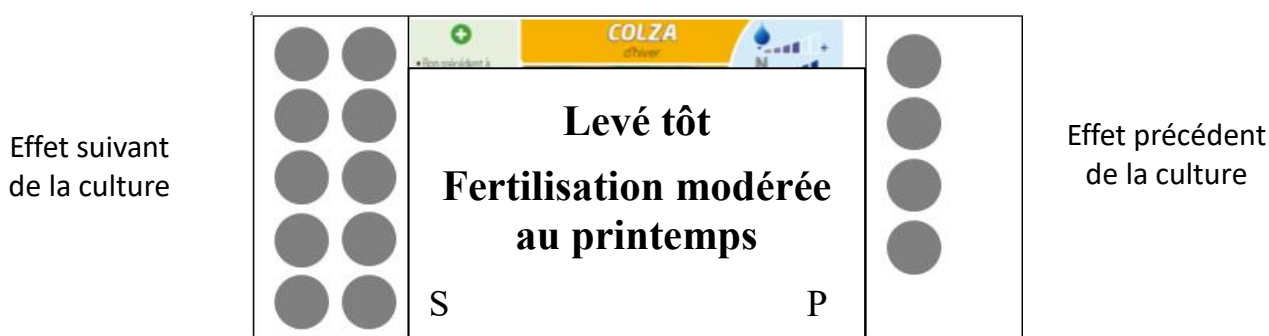 COLZA
d'hiver
+
N
Effet suivant
de la culture
Levé tôt
Fertilisation modérée
au printemps
S P
Effet précédent
de la culture